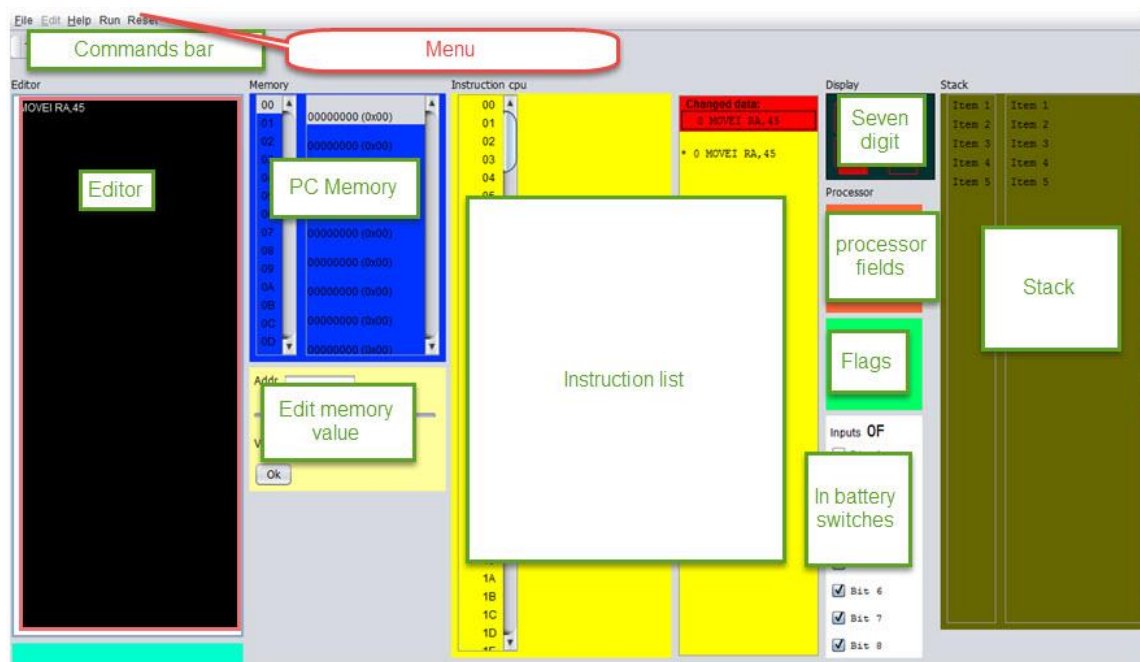 File Edit Help Run Reset
Commands bar
Menu
Editor
MOVEI RA,45
Editor
Memory
00
01
02
07
08
09
0A
0B
0C
0D
00000000 (0x00)
00000000 (0x00)
PC Memory
00000000 (0x00)
00000000 (0x00)
00000000 (0x00)
00000000 (0x00)
00000000 (0x00)
Addr
Edit memory
value
Ok
Instruction cpu
00
01
02
03
04
05
Instruction list
1A
1B
1C
1D
1E
Changed data:
0 MOVEI RA,45
* 0 MOVEI RA,45
Display
Seven
digit
Processor
processor
fields
Flags
Inputs 0F
In battery
switches
Bit 6
Bit 7
Bit 8
Stack
Item 1 Item 1
Item 2 Item 2
Item 3 Item 3
Item 4 Item 4
Item 5 Item 5
Stack